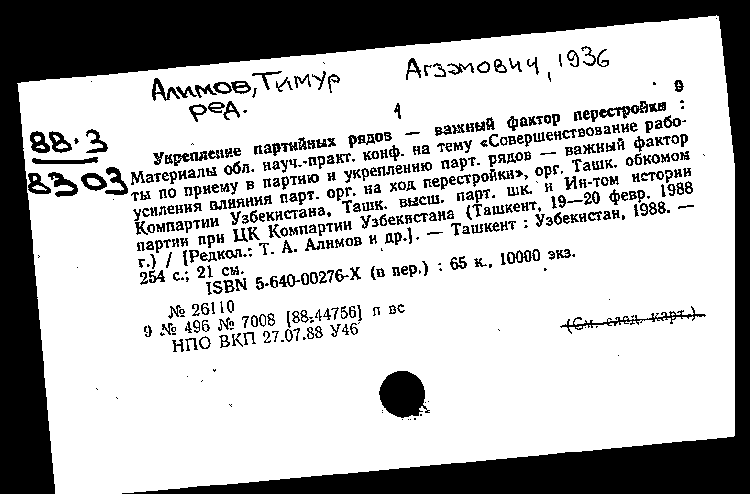 Алимов, Тимур Агзамович, 1936
ред.
1 9
88.3
8303
Укрепление партийных рядов — важный фактор перестройки :
Материалы обл. науч.-практ. конф. на тему «Совершенствование рабо-
ты по приему в партию и укреплению парт. рядов — важный фактор
усиления влияния парт. орг. на ход перестройки», орг. Ташк. обкомом
Компартии Узбекистана, Ташк. высш. парт. шк. и Ин-том истории
партии при ЦК Компартии Узбекистана (Ташкент, 19—20 февр. 1988
г.) / [Редкол.: Т. А. Алимов и др.]. — Ташкент : Узбекистан, 1988. —
254 с.; 21 см.
ISBN 5-640-00276-X (в пер.) : 65 к., 10000 экз.
№ 26110
9 № 496 № 7008 [88-44756] п вс
НПО ВКП 27.07.88 У46
(См. след. карт.).